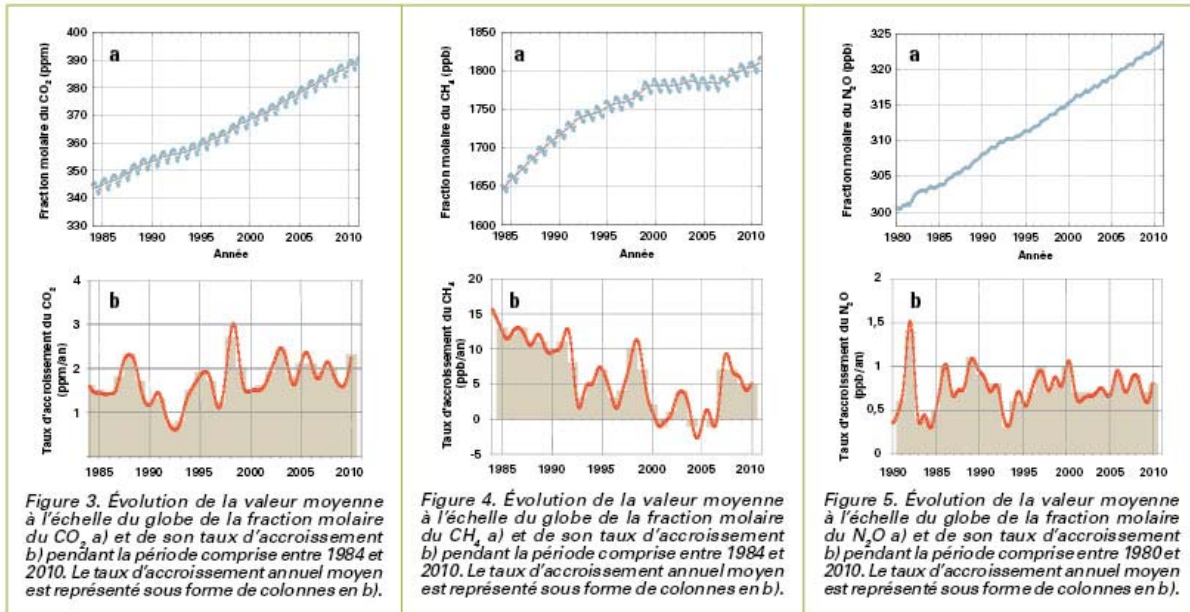 a
Fraction molaire du CO₂ (ppm)
400
390
380
370
360
350
340
330
1985 1990 1995 2000 2005 2010
Année
b
Taux d'accroissement du CO₂
(ppm/an)
4
3
2
1
1985 1990 1995 2000 2005 2010
Figure 3. Évolution de la valeur moyenne
à l'échelle du globe de la fraction molaire
du CO₂ a) et de son taux d'accroissement
b) pendant la période comprise entre 1984 et
2010. Le taux d'accroissement annuel moyen
est représenté sous forme de colonnes en b).
a
Fraction molaire du CH₄ (ppb)
1850
1800
1750
1700
1650
1600
1985 1990 1995 2000 2005 2010
Année
b
Taux d'accroissement du CH₄
(ppb/an)
20
15
10
5
0
-5
1985 1990 1995 2000 2005 2010
Figure 4. Évolution de la valeur moyenne
à l'échelle du globe de la fraction molaire
du CH₄ a) et de son taux d'accroissement
b) pendant la période comprise entre 1984 et
2010. Le taux d'accroissement annuel moyen
est représenté sous forme de colonnes en b).
a
Fraction molaire du N₂O (ppb)
325
320
315
310
305
300
1980 1985 1990 1995 2000 2005 2010
Année
b
Taux d'accroissement du N₂O
(ppb/an)
2
1,5
1
0,5
0
1980 1985 1990 1995 2000 2005 2010
Figure 5. Évolution de la valeur moyenne
à l'échelle du globe de la fraction molaire
du N₂O a) et de son taux d'accroissement
b) pendant la période comprise entre 1980 et
2010. Le taux d'accroissement annuel moyen
est représenté sous forme de colonnes en b).